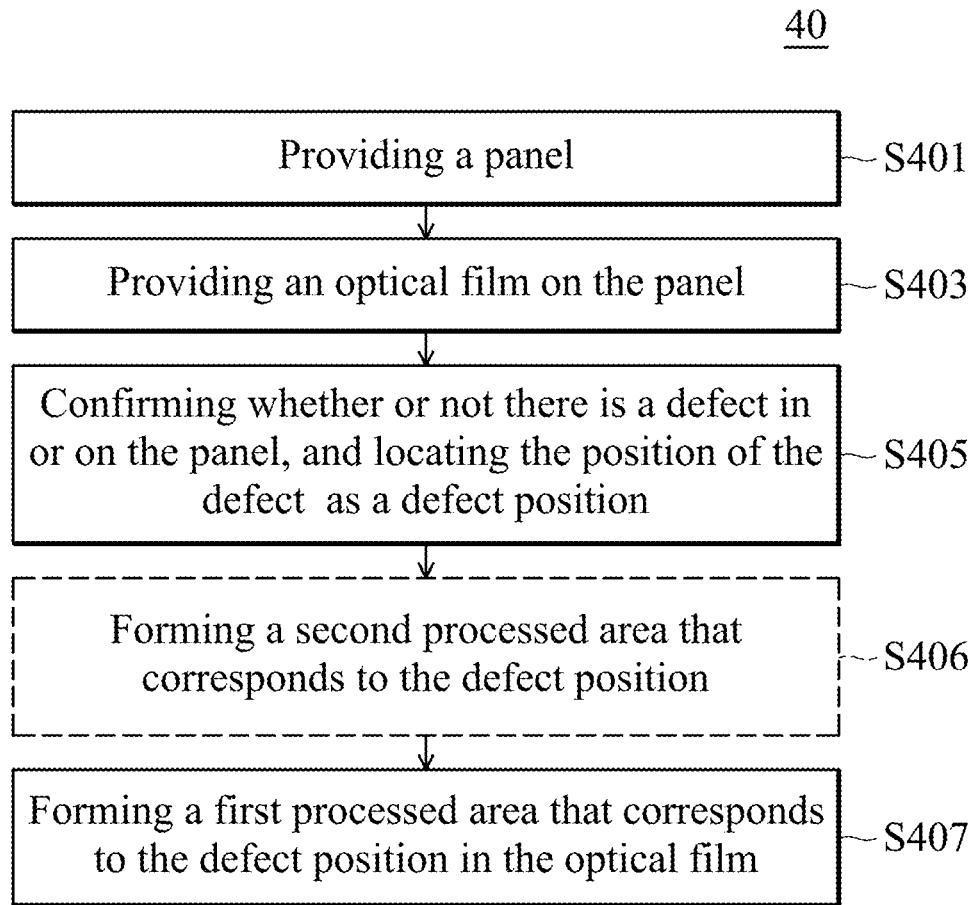 40
Providing a panel
S401
Providing an optical film on the panel
S403
Confirming whether or not there is a defect in
or on the panel, and locating the position of the
defect as a defect position
S405
Forming a second processed area that
corresponds to the defect position
S406
Forming a first processed area that corresponds
to the defect position in the optical film
S407